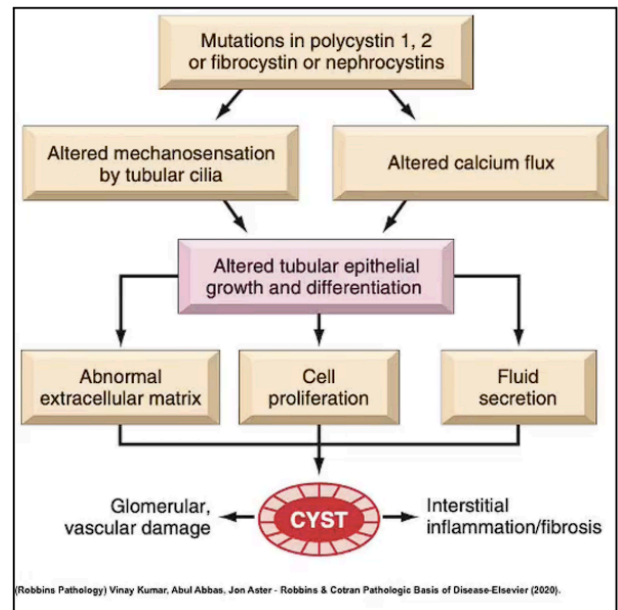 Mutations in polycystin 1, 2
or fibrocystin or nephrocystins
Altered mechanosensation
by tubular cilia
Altered calcium flux
Altered tubular epithelial
growth and differentiation
Abnormal
extracellular matrix
Cell
proliferation
Fluid
secretion
Glomerular,
vascular damage
CYST
Interstitial
inflammation/fibrosis
(Robbins Pathology) Vinay Kumar, Abul Abbas, Jon Aster - Robbins & Cotran Pathologic Basis of Disease-Elsevier (2020).